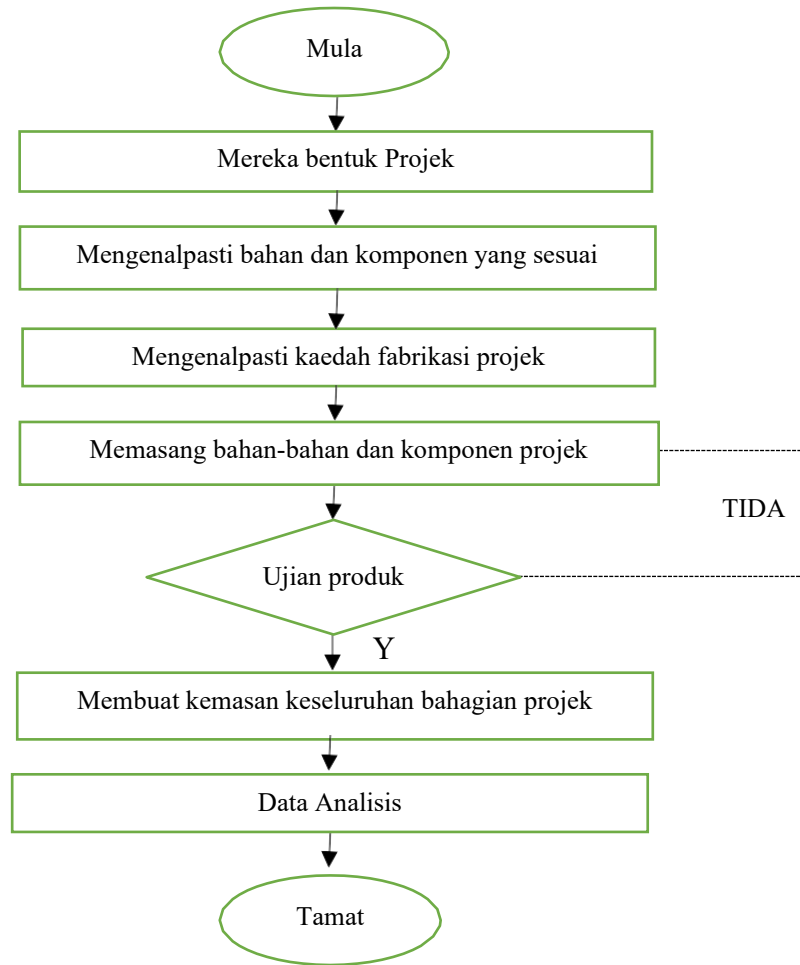 Mula
Mereka bentuk Projek
Mengenalpasti bahan dan komponen yang sesuai
Mengenalpasti kaedah fabrikasi projek
Memasang bahan-bahan dan komponen projek
TIDA
Ujian produk
Y
Membuat kemasan keseluruhan bahagian projek
Data Analisis
Tamat